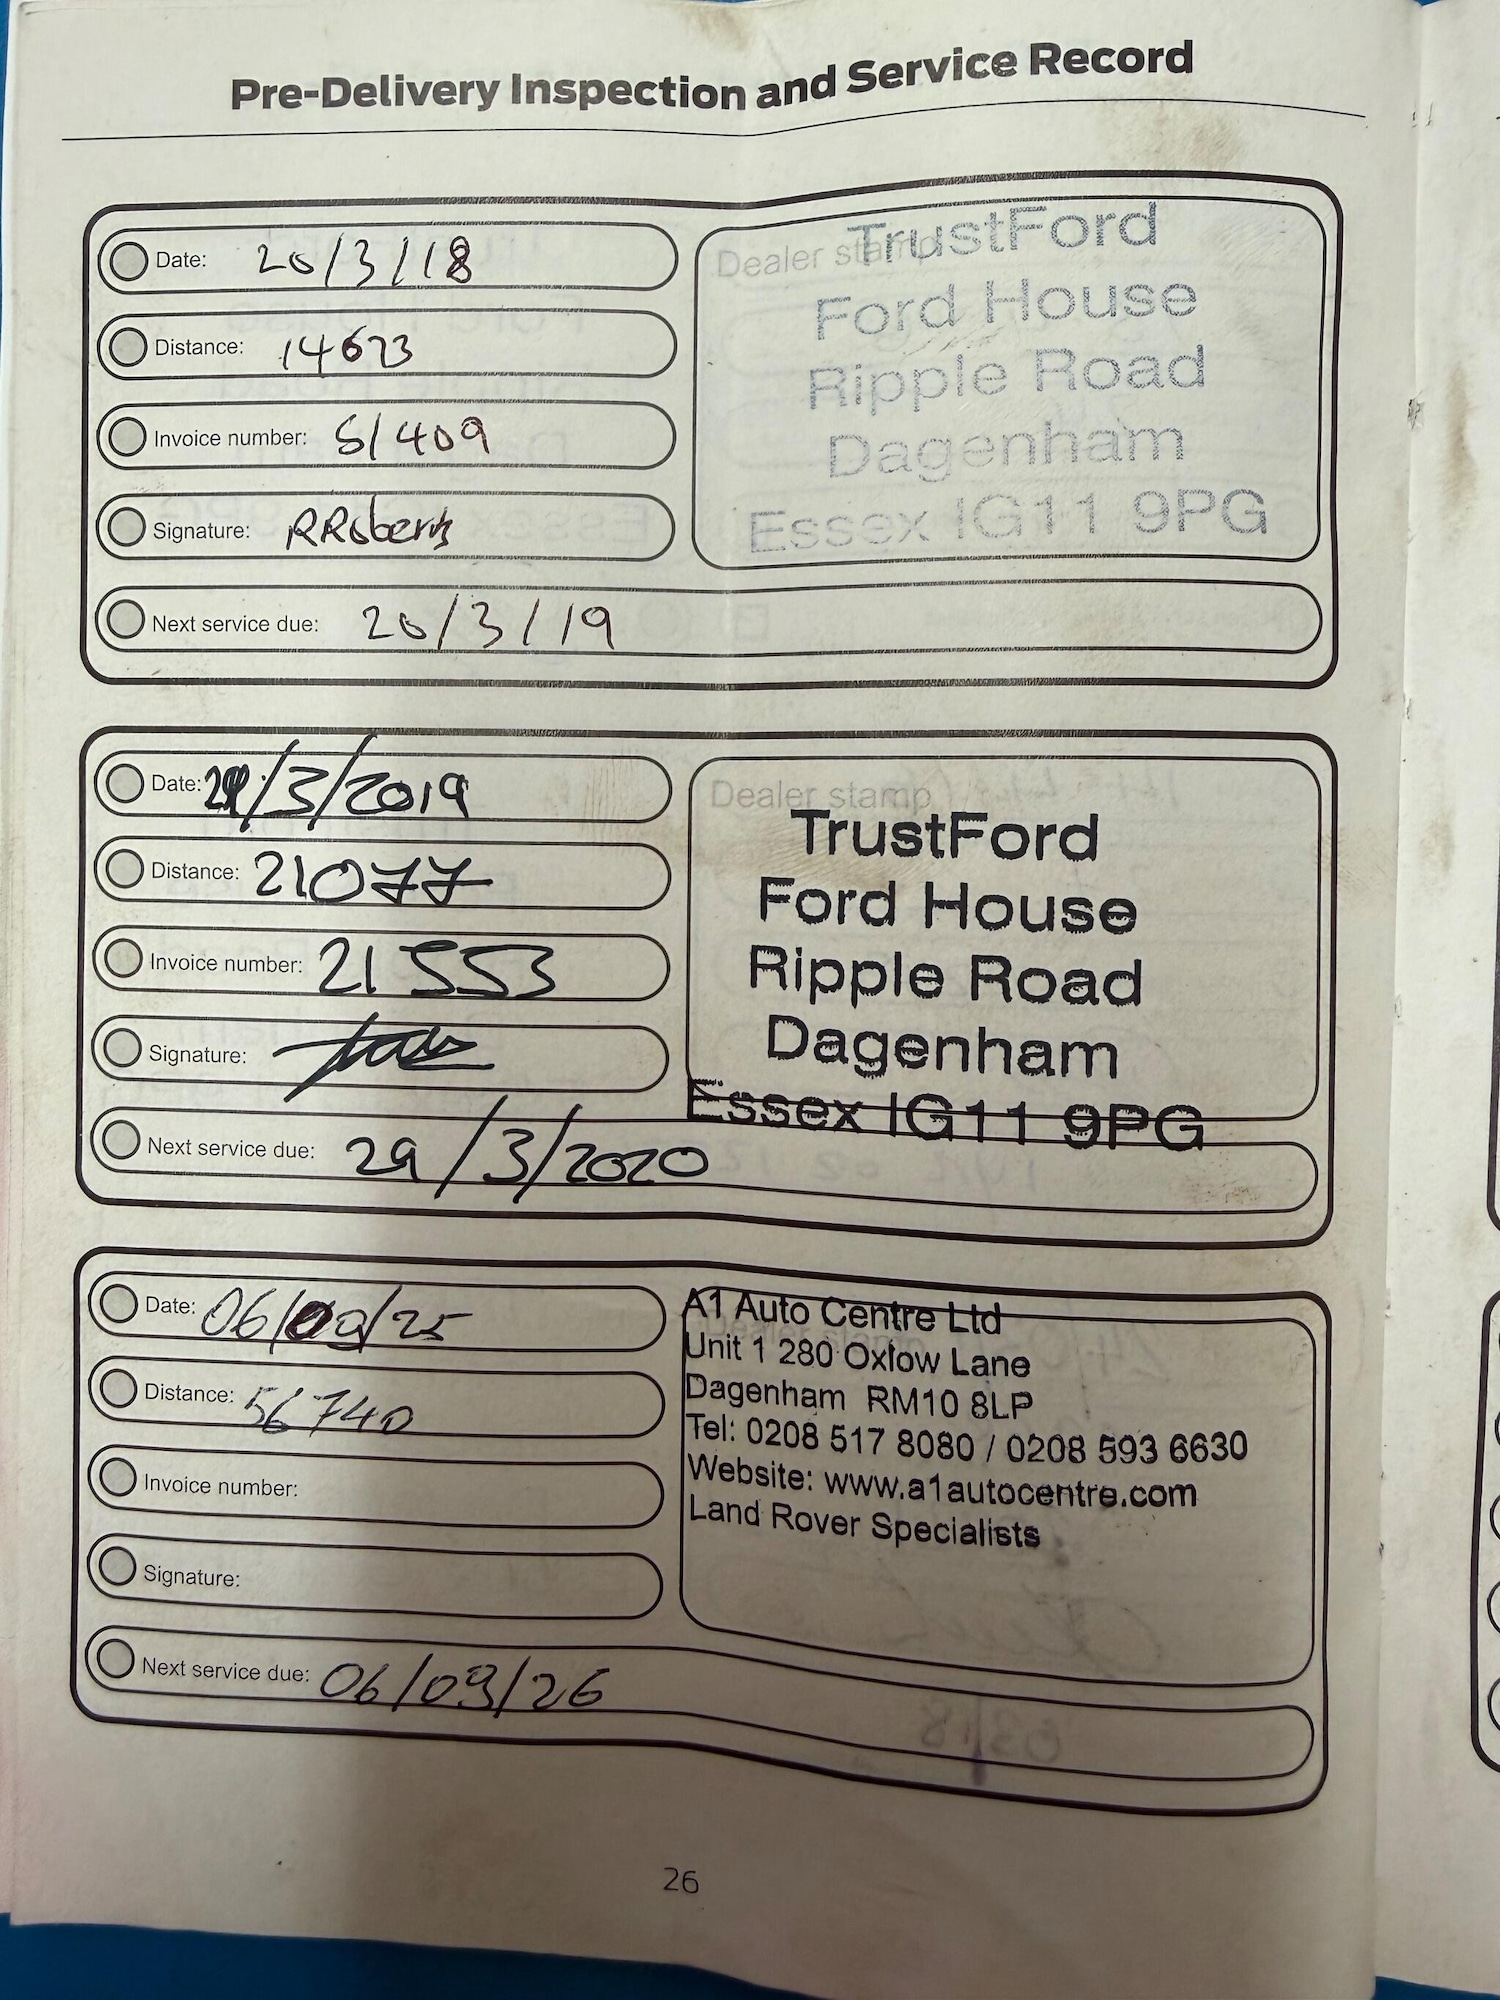 Pre-Delivery Inspection and Service Record
Date: 20/3/18
Distance: 14623
Invoice number: S/409
Signature: RRoberts
Next service due: 20/3/19
Dealer stamp
TrustFord
Ford House
Ripple Road
Dagenham
Essex IG11 9PG
Date: /3/2019
Distance: 21077
Invoice number: 21553
Signature:
Next service due: 29/3/2020
Dealer stamp
TrustFord
Ford House
Ripple Road
Dagenham
Essex IG11 9PG
Date: 06/09/25
Distance: 56740
Invoice number:
Signature:
Next service due: 06/09/26
Dealer stamp
A1 Auto Centre Ltd
Unit 1 280 Oxlow Lane
Dagenham RM10 8LP
Tel: 0208 517 8080 / 0208 593 6630
Website: www.a1autocentre.com
Land Rover Specialists
26